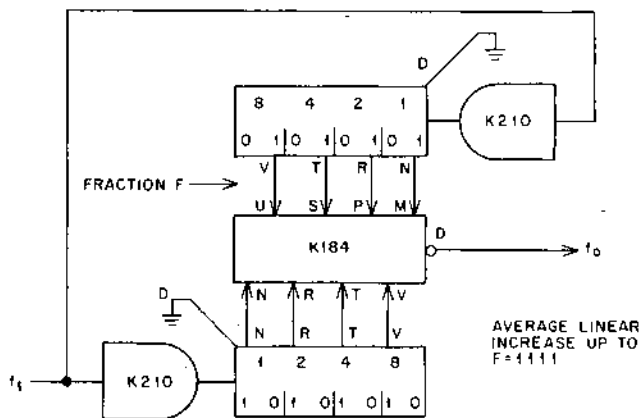 D
8 4 2 1
K210
0 1 0 1 0 1 0 1
V T R N
FRACTION F
U S P M
K184
D
f₀
N R T V
D
N R T V
AVERAGE LINEAR
INCREASE UP TO
F=1111
1 2 4 8
fı
K210
1 0 1 0 1 0 1 0